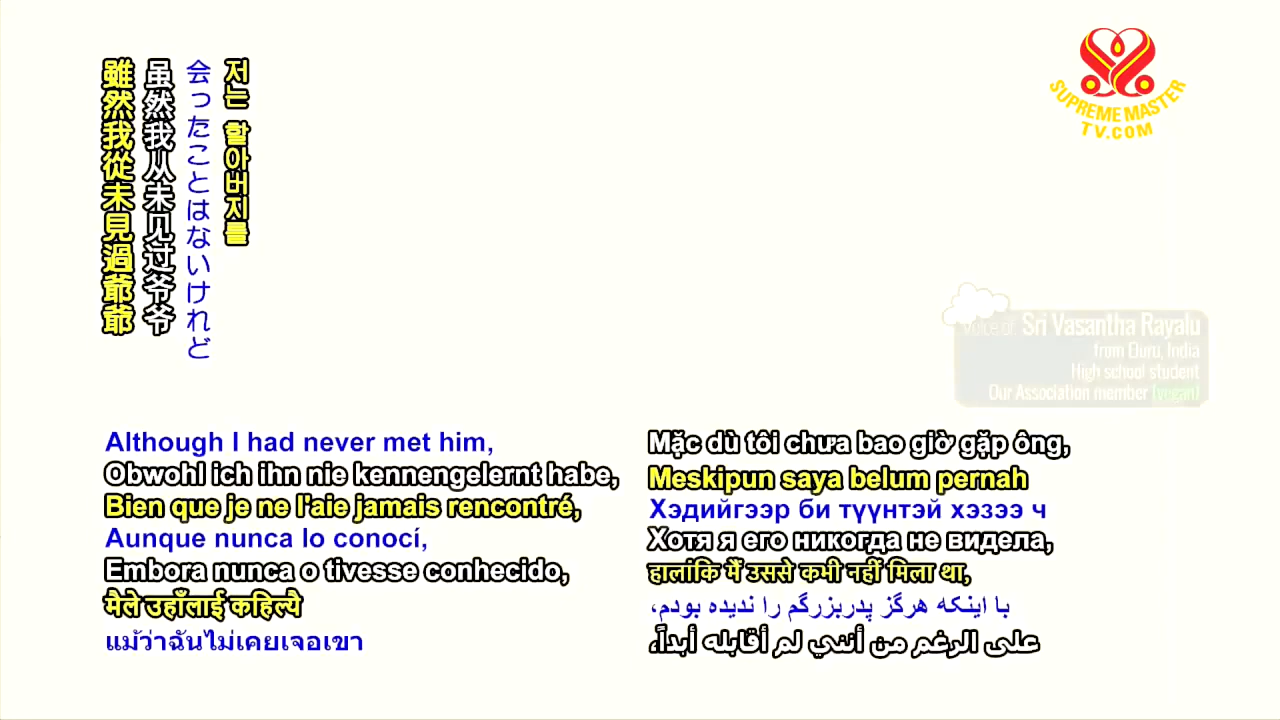 저는 할아버지를
会ったことはないけれど
虽然我从未见过爷爷
雖然我從未見過爺爺
SUPREME MASTER
TV.COM
Voice of Sri Vasantha Rayalu
from Duru, India
High school student
Our Association member (vegan)
Although I had never met him,
Obwohl ich ihn nie kennengelernt habe,
Bien que je ne l'aie jamais rencontré,
Aunque nunca lo conocí,
Embora nunca o tivesse conhecido,
मैले उहाँलाई कहिल्यै
แม้ว่าฉันไม่เคยเจอเขา
Mặc dù tôi chưa bao giờ gặp ông,
Meskipun saya belum pernah
Хэдийгээр би түүнтэй хэзээ ч
Хотя я его никогда не видела,
हालांकि मैं उससे कभी नहीं मिला था,
با اینکه هرگز پدربزرگم را ندیده بودم،
على الرغم من أنني لم أقابله أبداً،